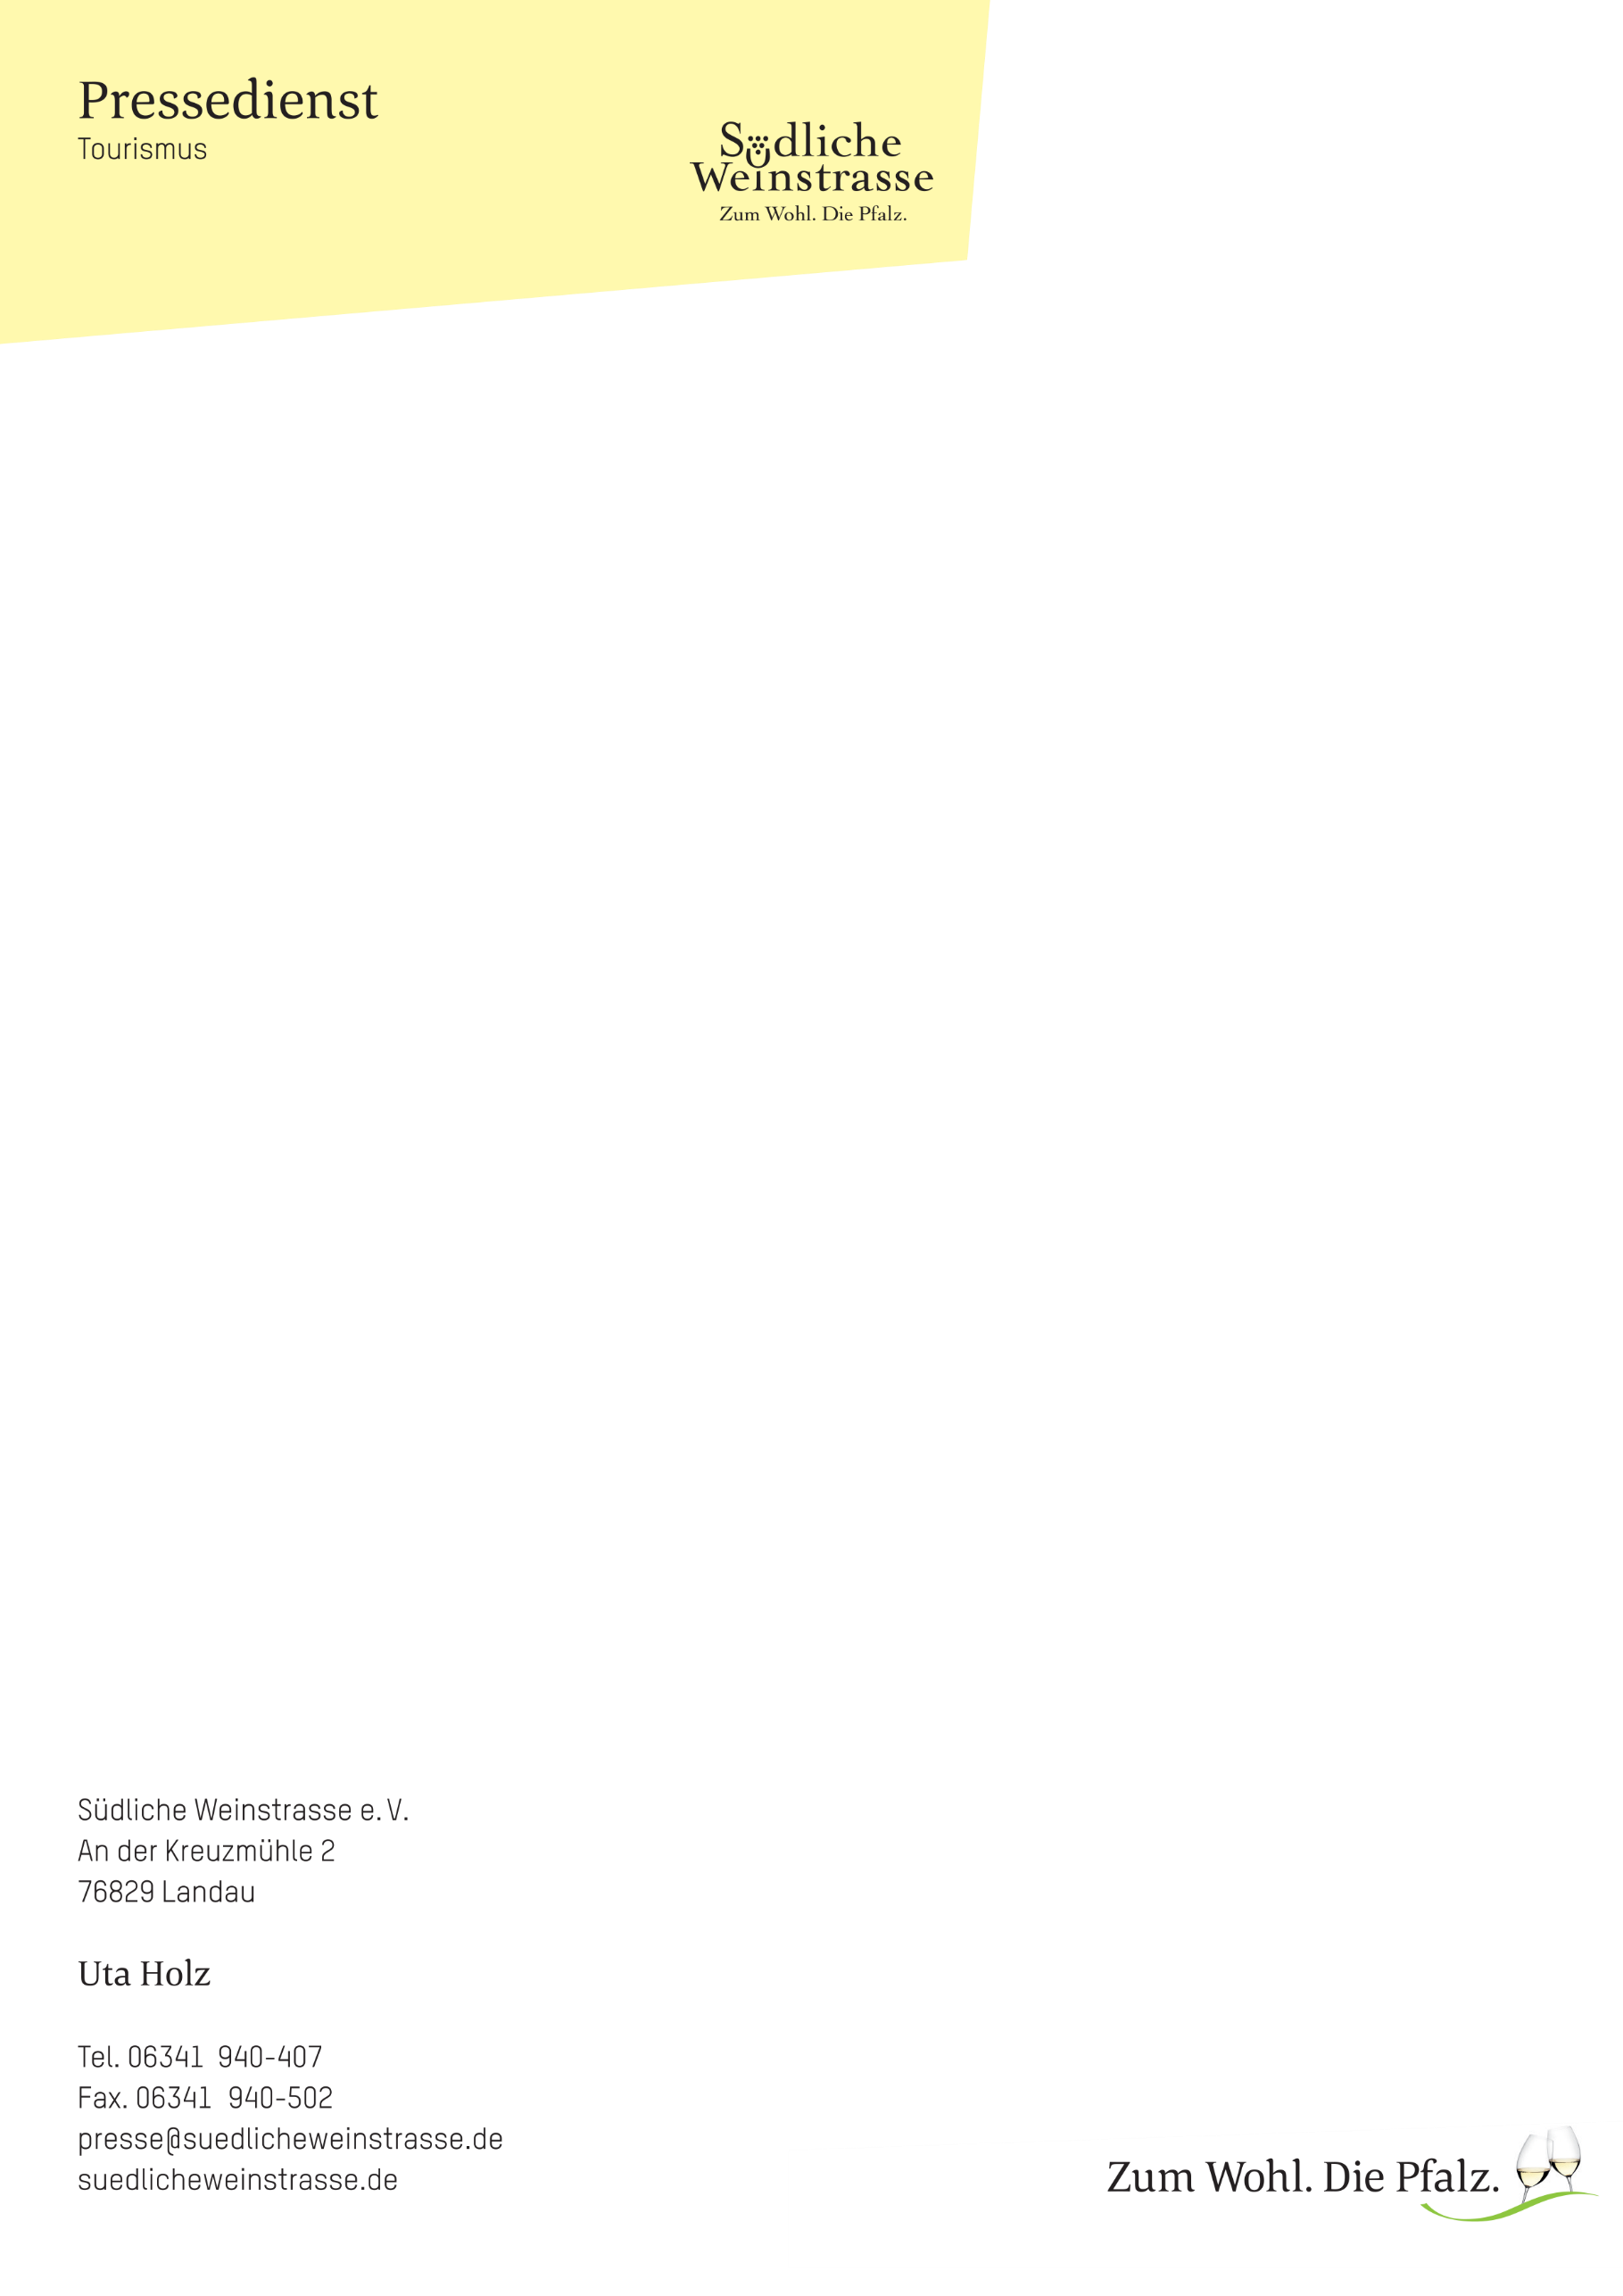 Pressedienst
Tourismus
Südliche
Weinstrasse
Zum Wohl. Die Pfalz.
Südliche Weinstrasse e. V.
An der Kreuzmühle 2
76829 Landau
Uta Holz
Tel. 06341 940-407
Fax. 06341 940-502
presse@suedlicheweinstrasse.de
suedlicheweinstrasse.de
Zum Wohl. Die Pfalz.